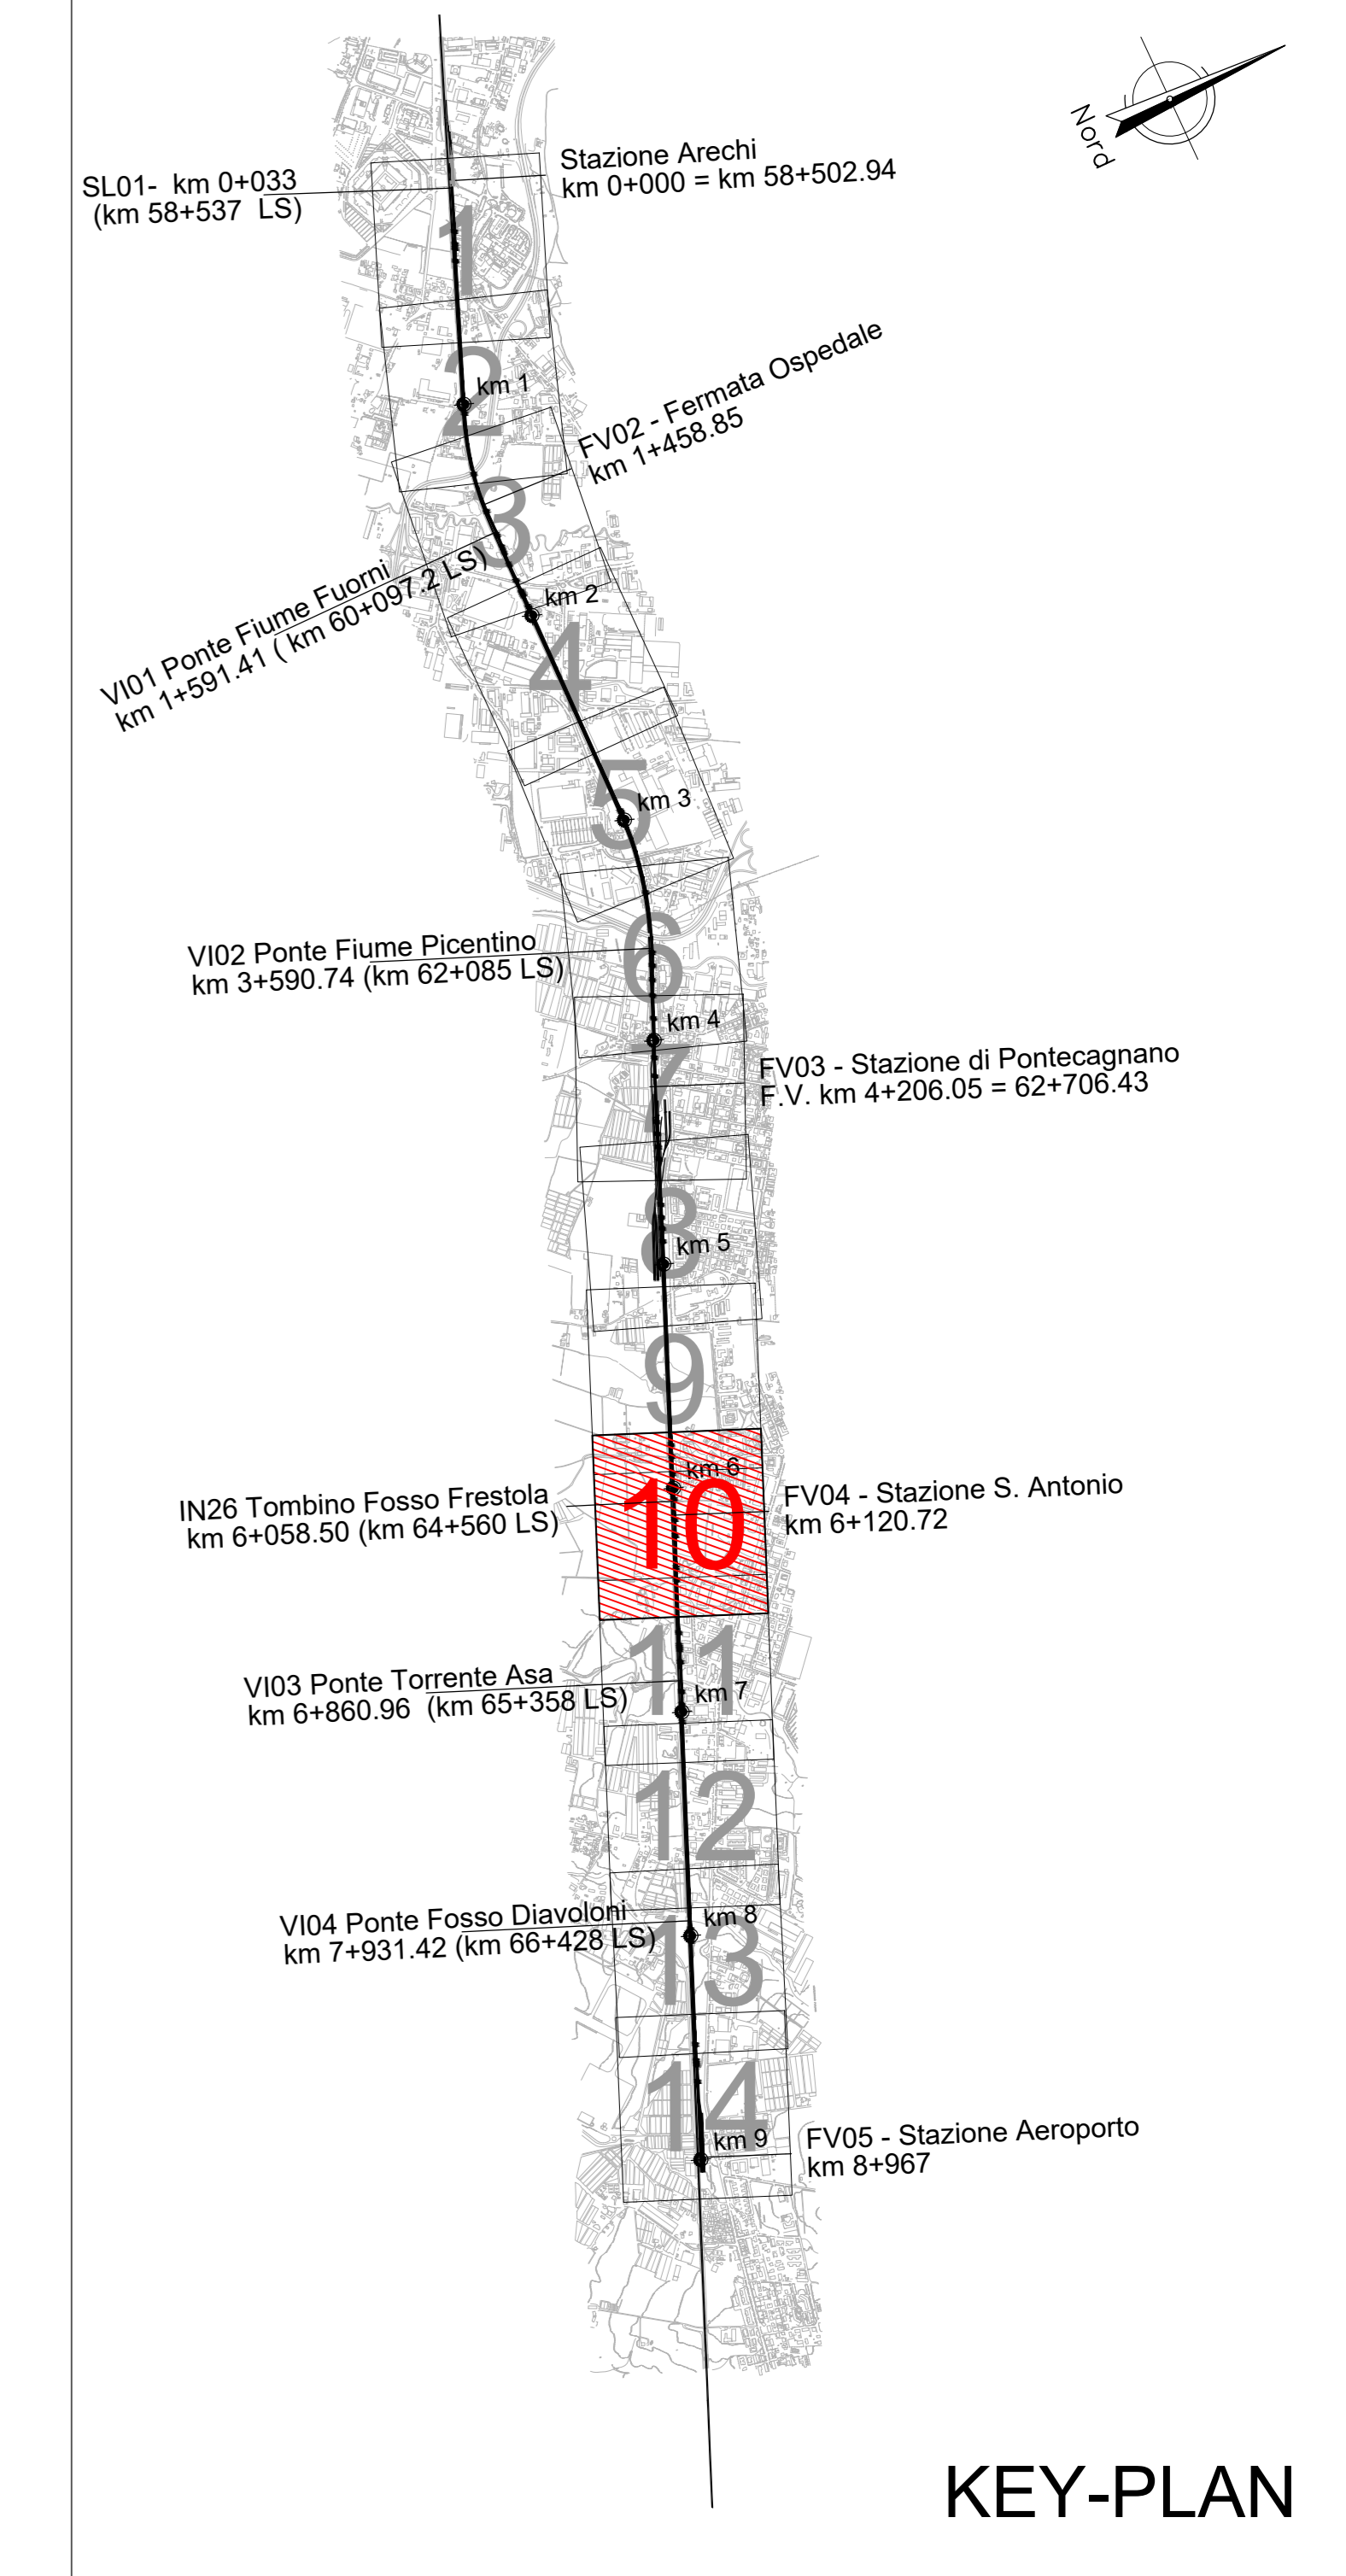 Nord
Stazione Arechi
km 0+000 = km 58+502.94
SL01- km 0+033
(km 58+537 LS)
1
2
km 1
FV02 - Fermata Ospedale
km 1+458.85
3
VI01 Ponte Fiume Fuorni
km 1+591.41 ( km 60+097.2 LS)
km 2
4
5
km 3
6
VI02 Ponte Fiume Picentino
km 3+590.74 (km 62+085 LS)
km 4
7
FV03 - Stazione di Pontecagnano
F.V. km 4+206.05 = 62+706.43
8
km 5
9
km 6
10
IN26 Tombino Fosso Frestola
km 6+058.50 (km 64+560 LS)
FV04 - Stazione S. Antonio
km 6+120.72
11
VI03 Ponte Torrente Asa
km 6+860.96 (km 65+358 LS)
km 7
12
VI04 Ponte Fosso Diavoloni
km 7+931.42 (km 66+428 LS)
km 8
13
14
km 9
FV05 - Stazione Aeroporto
km 8+967
KEY-PLAN